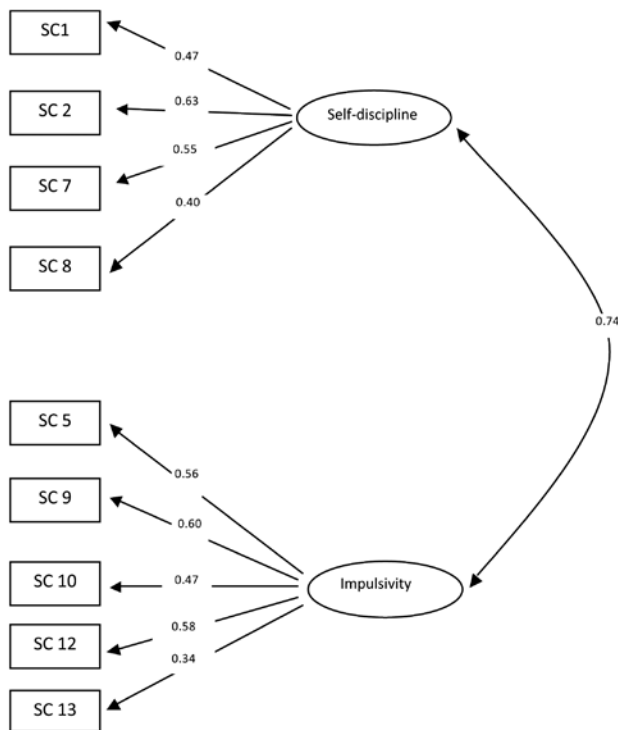 SC1
0.47
SC 2
0.63
Self-discipline
0.55
SC 7
0.40
SC 8
0.74
SC 5
0.56
SC 9
0.60
SC 10
0.47
Impulsivity
SC 12
0.58
0.34
SC 13